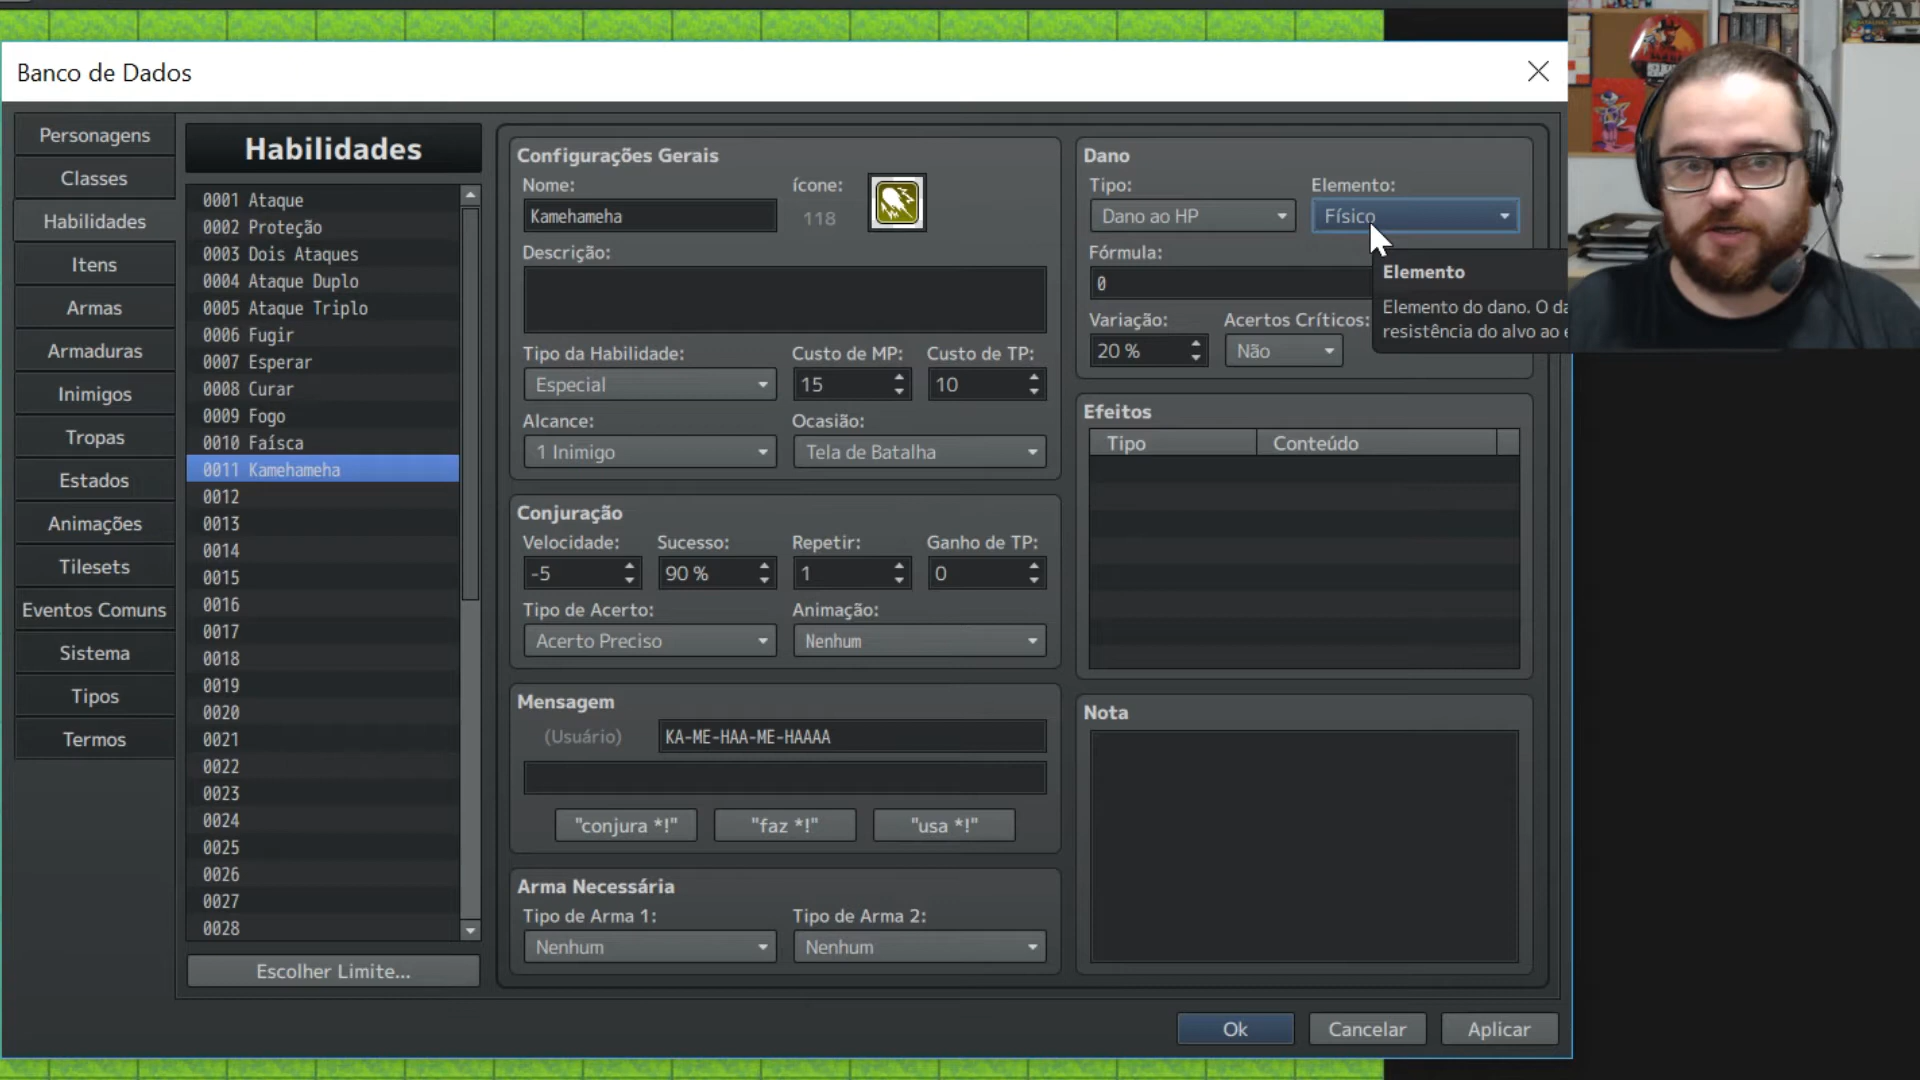 Banco de Dados
Personagens
Classes
Habilidades
Itens
Armas
Armaduras
Inimigos
Tropas
Estados
Animações
Tilesets
Eventos Comuns
Sistema
Tipos
Termos
Habilidades
0001 Ataque
0002 Proteção
0003 Dois Ataques
0004 Ataque Duplo
0005 Ataque Triplo
0006 Fugir
0007 Esperar
0008 Curar
0009 Fogo
0010 Faísca
0011 Kamehameha
0012
0013
0014
0015
0016
0017
0018
0019
0020
0021
0022
0023
0024
0025
0026
0027
0028
Escolher Limite...
Configurações Gerais
Nome: ícone:
Kamehameha 118
Descrição:
Tipo da Habilidade: Custo de MP: Custo de TP:
Especial 15 10
Alcance: Ocasião:
1 Inimigo Tela de Batalha
Conjuração
Velocidade: Sucesso: Repetir: Ganho de TP:
-5 90 % 1 0
Tipo de Acerto: Animação:
Acerto Preciso Nenhum
Mensagem
(Usuário) KA-ME-HAA-ME-HAAAA
"conjura *!" "faz *!" "usa *!"
Arma Necessária
Tipo de Arma 1: Tipo de Arma 2:
Nenhum Nenhum
Dano
Tipo: Elemento:
Dano ao HP Físico
Fórmula:
0
Variação: Acertos Críticos:
20 % Não
Elemento
Elemento do dano. O da
resistência do alvo ao e
Efeitos
Tipo Conteúdo
Nota
Ok Cancelar Aplicar